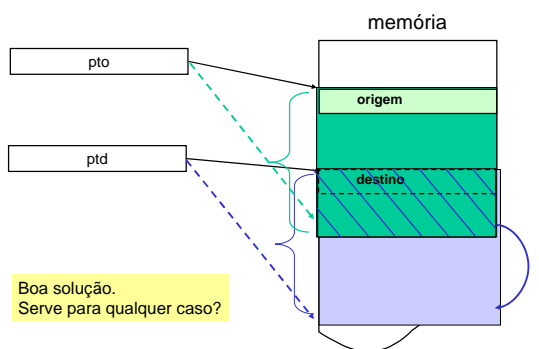 memória
pto
origem
ptd
destino
Boa solução.
Serve para qualquer caso?